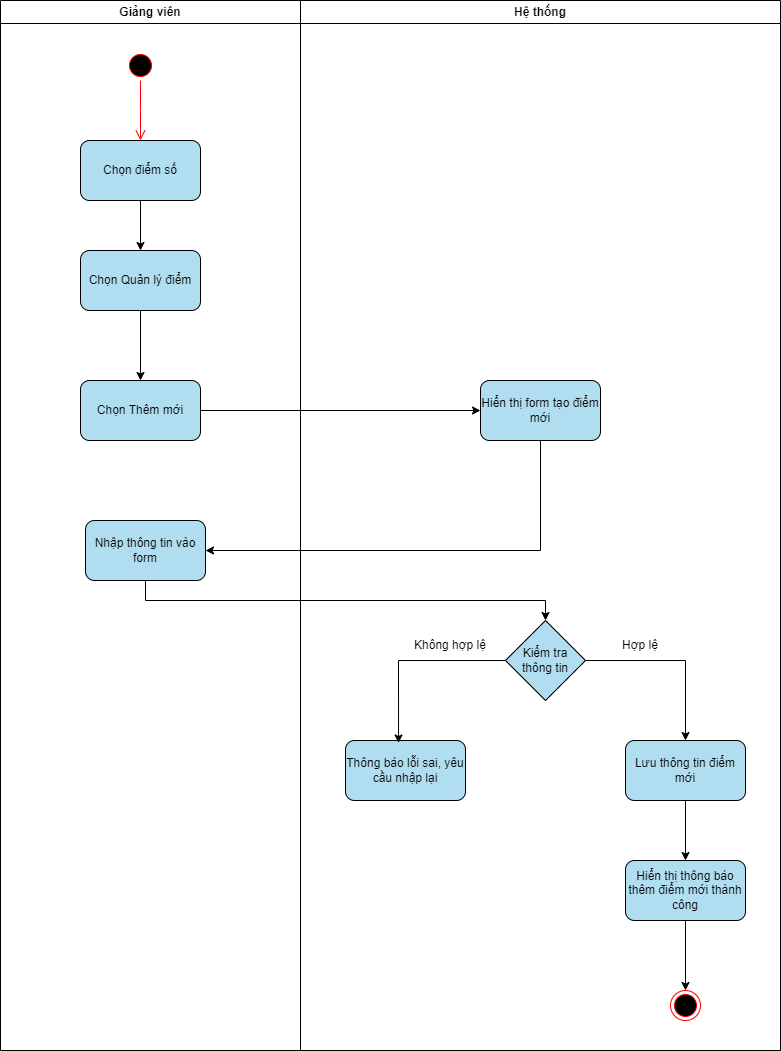 Giảng viên
Hệ thống
Chọn điểm số
Chọn Quản lý điểm
Chọn Thêm mới
Hiển thị form tạo điểm
mới
Nhập thông tin vào
form
Không hợp lệ
Kiểm tra
thông tin
Hợp lệ
Thông báo lỗi sai, yêu
cầu nhập lại
Lưu thông tin điểm
mới
Hiển thị thông báo
thêm điểm mới thành
công